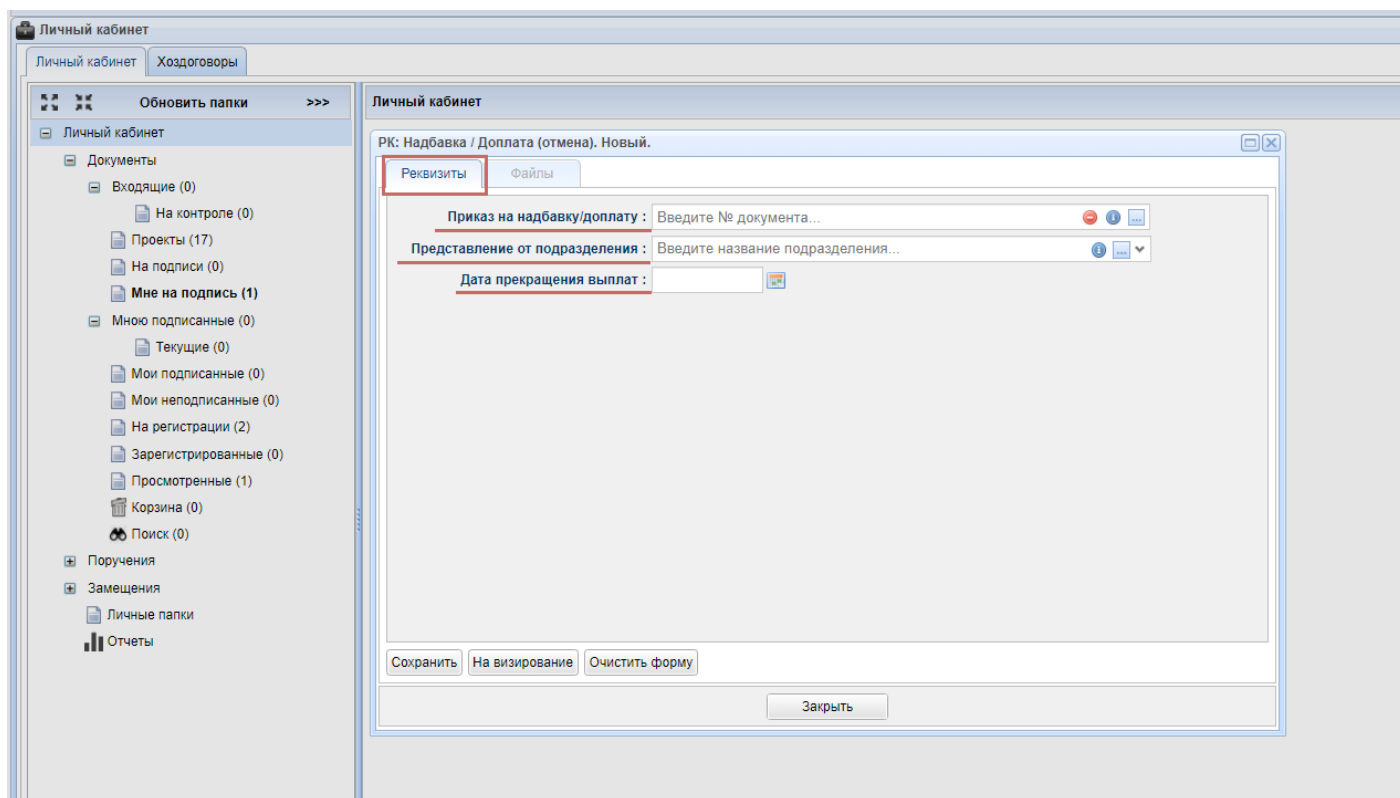 Личный кабинет
Личный кабинет Хоздоговоры
Обновить папки >>>
Личный кабинет
Документы
Входящие (0)
На контроле (0)
Проекты (17)
На подписи (0)
Мне на подпись (1)
Мною подписанные (0)
Текущие (0)
Мои подписанные (0)
Мои неподписанные (0)
На регистрации (2)
Зарегистрированные (0)
Просмотренные (1)
Корзина (0)
Поиск (0)
Поручения
Замещения
Личные папки
Отчеты
Личный кабинет
РК: Надбавка / Доплата (отмена). Новый.
Реквизиты Файлы
Приказ на надбавку/доплату : Введите № документа...
Представление от подразделения : Введите название подразделения...
Дата прекращения выплат :
Сохранить На визирование Очистить форму
Закрыть